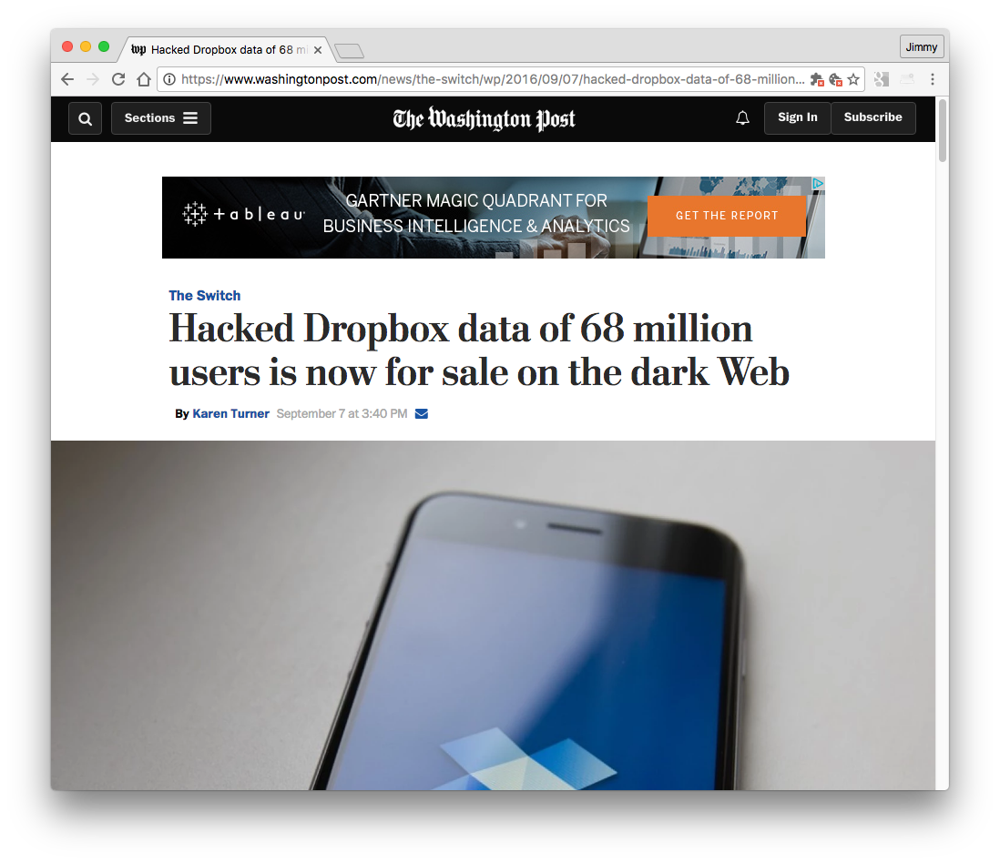 Hacked Dropbox data of 68 mi
Jimmy
https://www.washingtonpost.com/news/the-switch/wp/2016/09/07/hacked-dropbox-data-of-68-million...
Sections
The Washington Post
Sign In
Subscribe
+ a b l e a u
GARTNER MAGIC QUADRANT FOR
BUSINESS INTELLIGENCE & ANALYTICS
GET THE REPORT
The Switch
Hacked Dropbox data of 68 million
users is now for sale on the dark Web
By Karen Turner September 7 at 3:40 PM